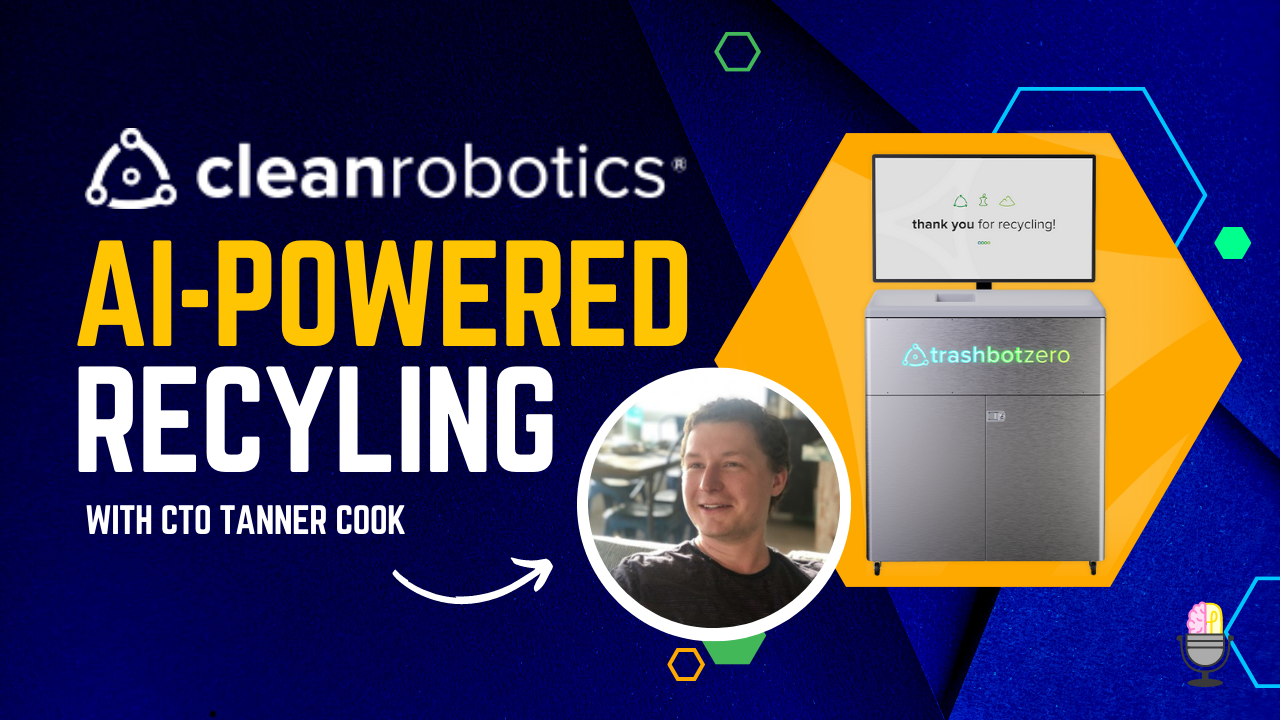 cleanrobotics®
AI-POWERED
RECYLING
WITH CTO TANNER COOK
thank you for recycling!
trashbotzero